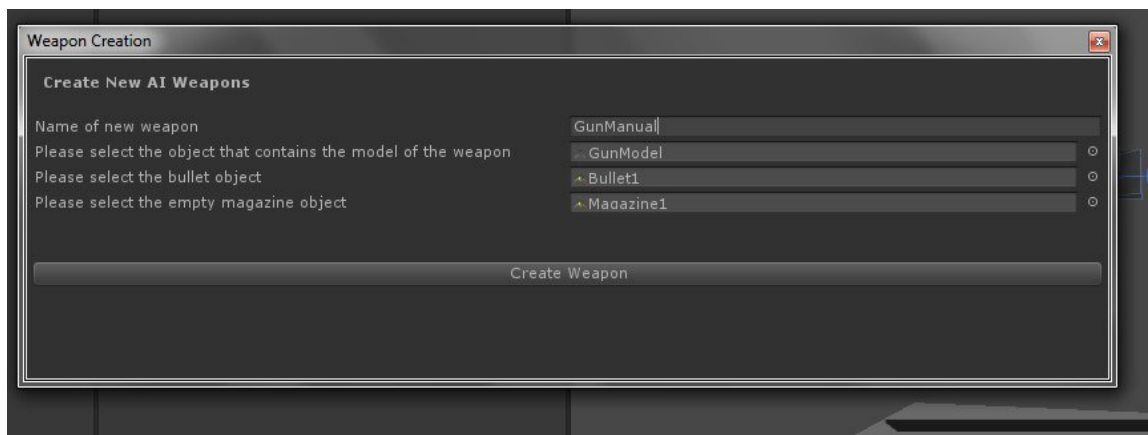 Weapon Creation
Create New AI Weapons
Name of new weapon GunManual
Please select the object that contains the model of the weapon GunModel
Please select the bullet object Bullet1
Please select the empty magazine object Magazine1
Create Weapon